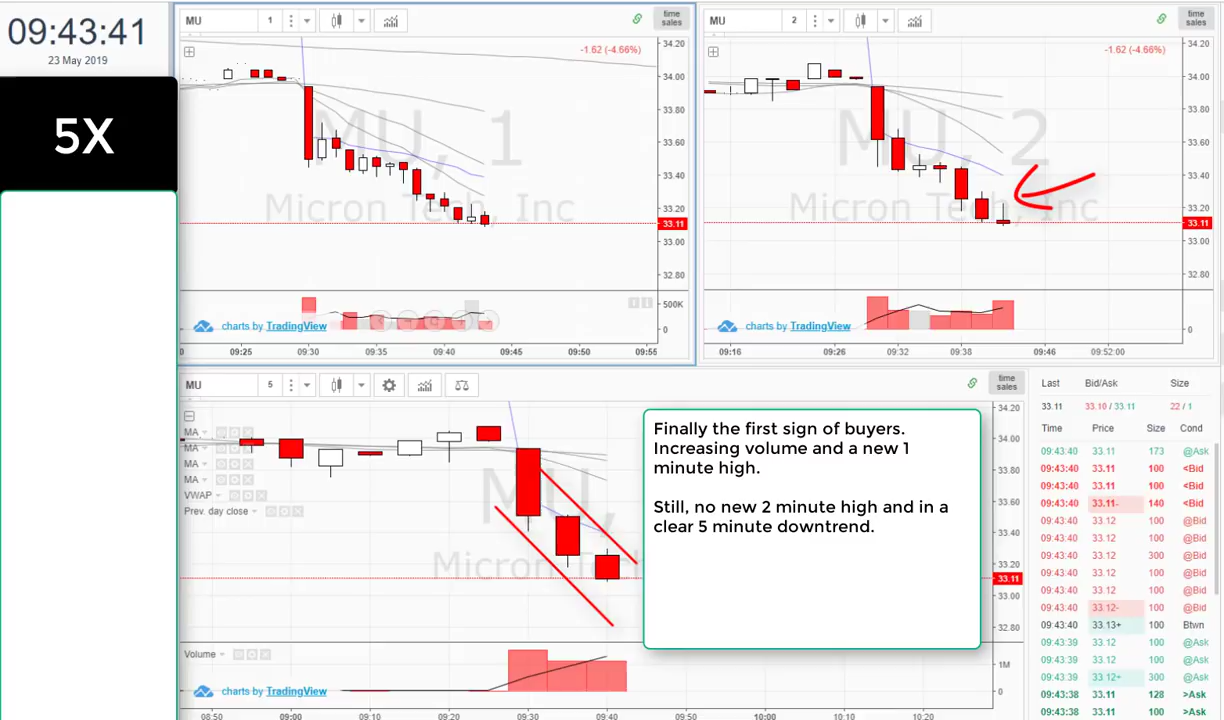 09:43:41
23 May 2019
5X
MU 1 time sales
-1.62 (-4.66%)
MU, 1
Micron Tech, Inc
34.20
34.00
33.80
33.60
33.40
33.20
33.11
33.00
32.80
500K
0
charts by TradingView
09:25 09:30 09:35 09:40 09:45 09:50 09:55
MU 2 time sales
-1.62 (-4.66%)
MU, 2
Micron Tech, Inc
34.20
34.00
33.80
33.60
33.40
33.20
33.11
33.00
32.80
0
charts by TradingView
09:16 09:26 09:32 09:38 09:46 09:52:00
MU 5 time sales
MA
MA
MA
MA
VWAP
Prev. day close
MU,
Micron
34.20
34.00
33.80
33.60
33.40
33.20
33.11
33.00
32.80
Volume
1M
0
charts by TradingView
08:50 09:00 09:10 09:20 09:30 09:40 09:50 10:00 10:10 10:20
Finally the first sign of buyers.
Increasing volume and a new 1
minute high.
Still, no new 2 minute high and in a
clear 5 minute downtrend.
Last Bid/Ask Size
33.11 33.10 / 33.11 22 / 1
Time Price Size Cond
09:43:40 33.11 173 @Ask
09:43:40 33.11 100 <Bid
09:43:40 33.11 100 <Bid
09:43:40 33.11- 140 <Bid
09:43:40 33.12 100 @Bid
09:43:40 33.12 100 @Bid
09:43:40 33.12 300 @Bid
09:43:40 33.12 100 @Bid
09:43:40 33.12 100 @Bid
09:43:40 33.12- 100 @Bid
09:43:40 33.13+ 100 Btwn
09:43:39 33.12 100 @Ask
09:43:39 33.12 100 @Ask
09:43:39 33.12+ 300 @Ask
09:43:38 33.11 128 >Ask
09:43:38 33.11 100 >Ask